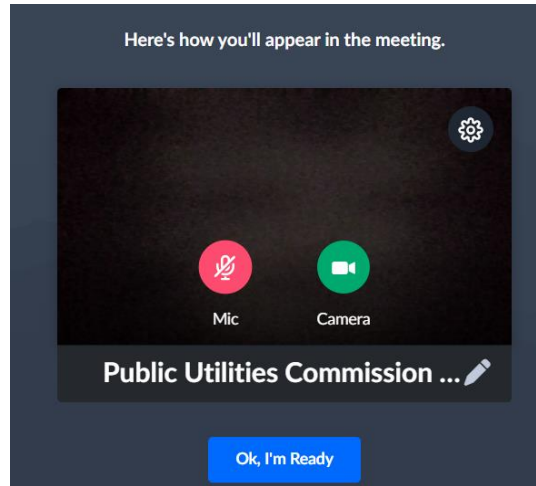 Here's how you'll appear in the meeting.
Mic
Camera
Public Utilities Commission ...
Ok, I'm Ready